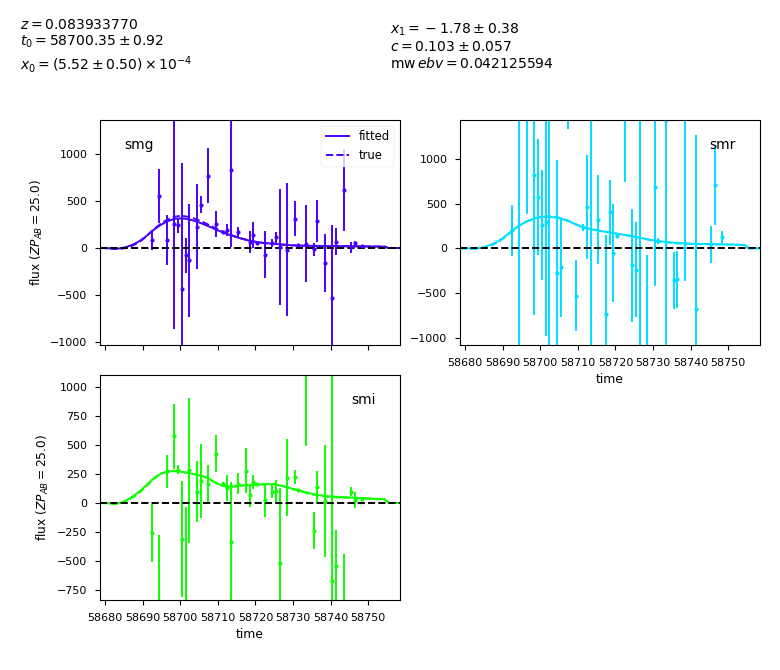 z = 0.083933770
t₀ = 58700.35 ± 0.92
x₀ = (5.52 ± 0.50) × 10⁻⁴
x₁ = −1.78 ± 0.38
c = 0.103 ± 0.057
mw ebv = 0.042125594
smg
fitted
true
1000
500
0
−500
−1000
flux (ZP_AB = 25.0)
smr
1000
500
0
−500
−1000
58680 58690 58700 58710 58720 58730 58740 58750
time
smi
1000
750
500
250
0
−250
−500
−750
flux (ZP_AB = 25.0)
58680 58690 58700 58710 58720 58730 58740 58750
time